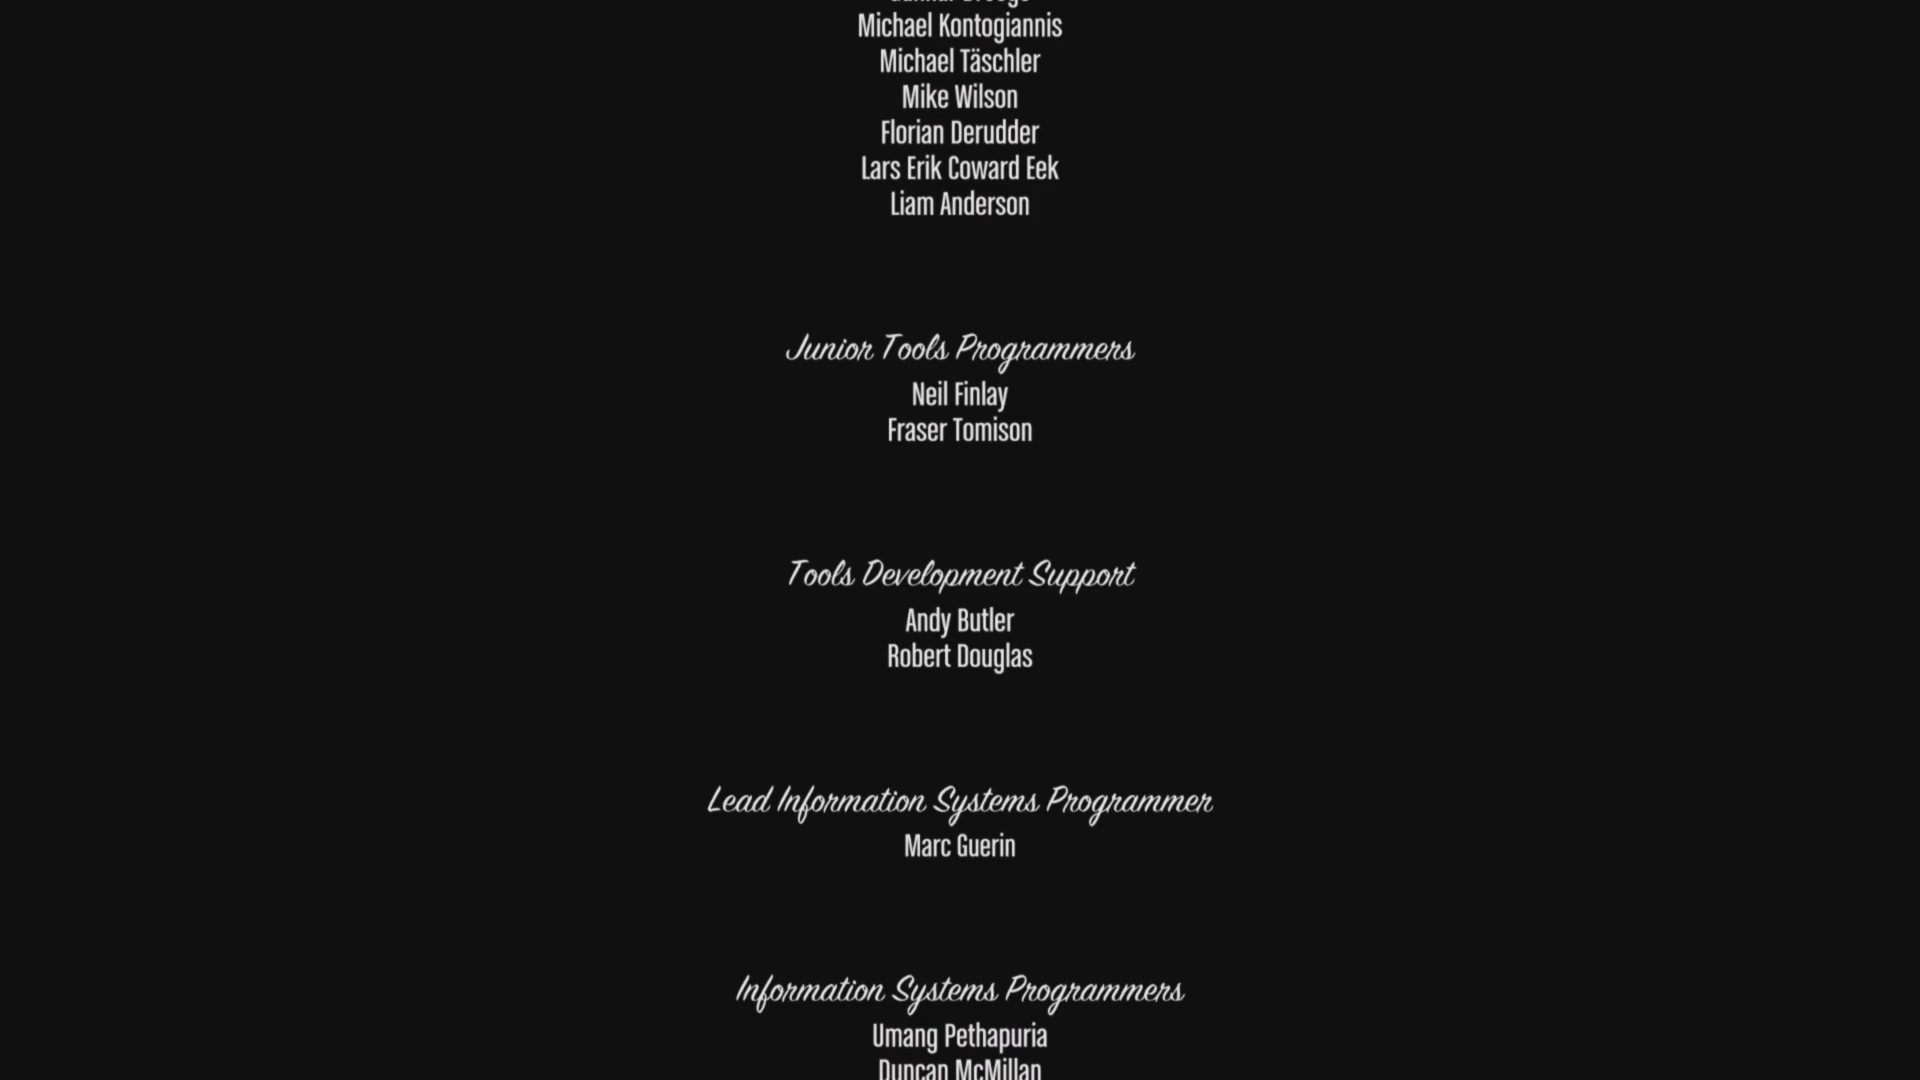 Michael Kontogiannis
Michael Täschler
Mike Wilson
Florian Derudder
Lars Erik Coward Eek
Liam Anderson
Junior Tools Programmers
Neil Finlay
Fraser Tomison
Tools Development Support
Andy Butler
Robert Douglas
Lead Information Systems Programmer
Marc Guerin
Information Systems Programmers
Umang Pethapuria
Duncan McMillan